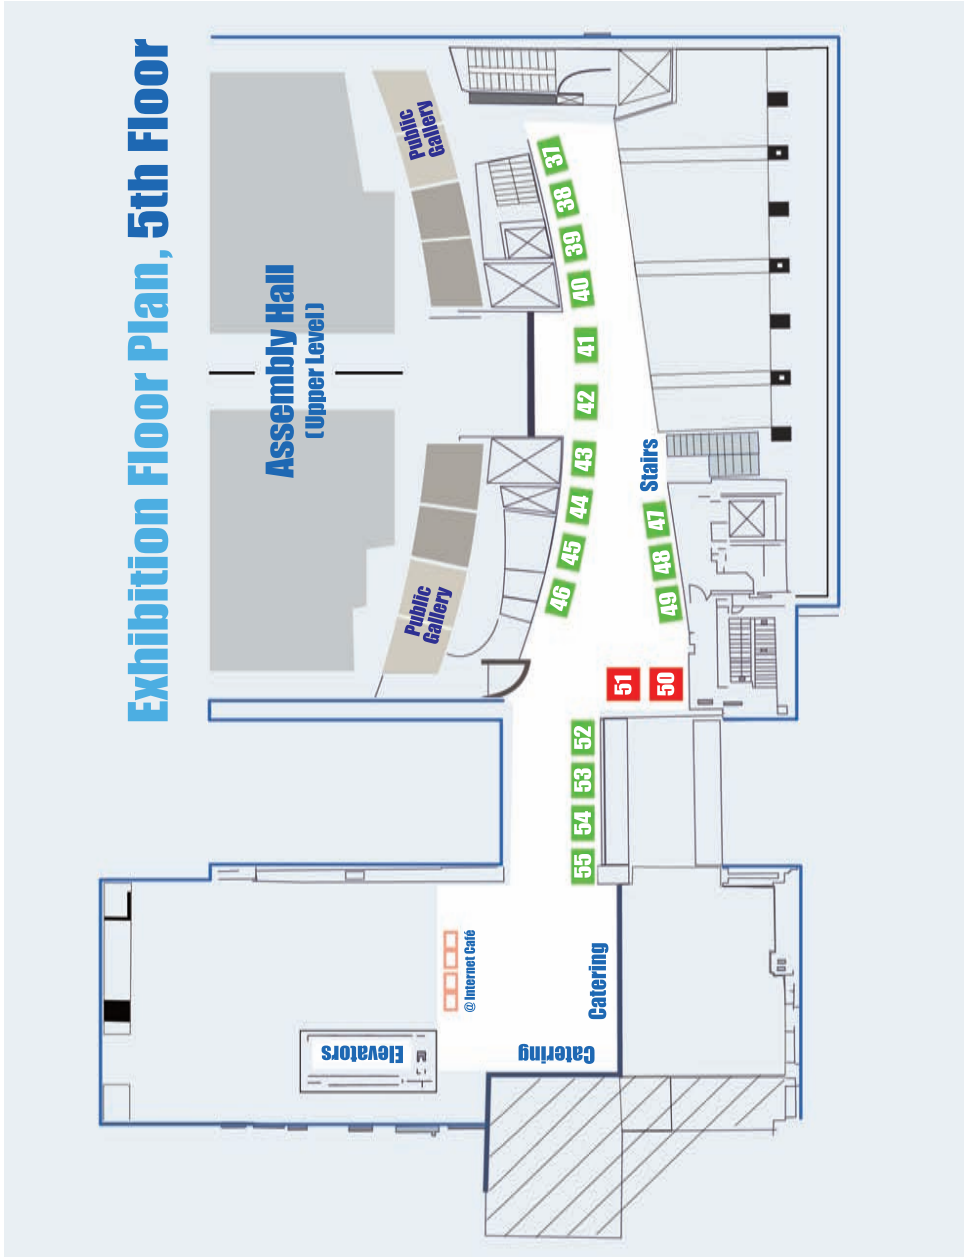 Exhibition Floor Plan, 5th Floor
Assembly Hall
(Upper Level)
Public
Gallery
Public
Gallery
37
38
39
40
41
42
43
44
45
46
Stairs
47
48
49
50
51
52
53
54
55
@ Internet Café
Catering
Catering
Elevators